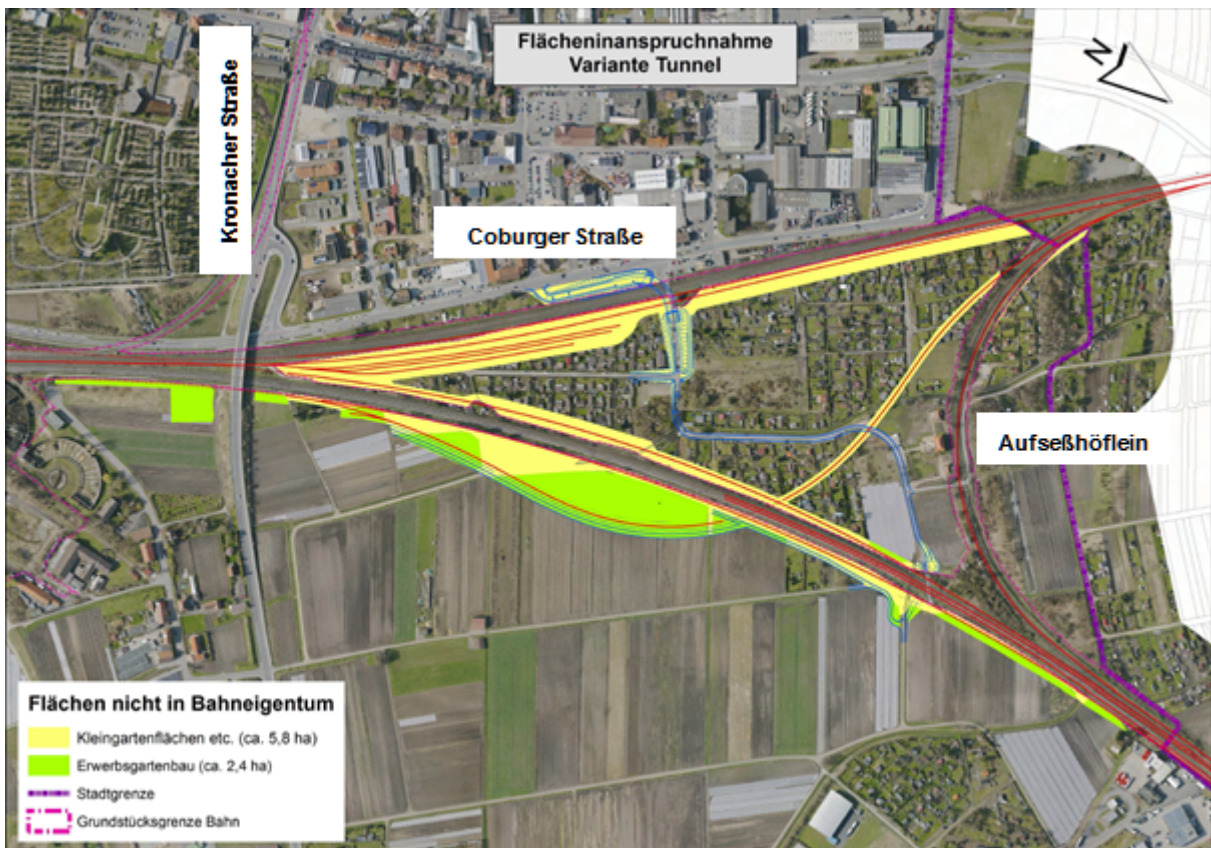 Flächeninanspruchnahme
Variante Tunnel
N
Kronacher Straße
Coburger Straße
Aufseßhöflein
Flächen nicht in Bahneigentum
Kleingartenflächen etc. (ca. 5,8 ha)
Erwerbsgartenbau (ca. 2,4 ha)
Stadtgrenze
Grundstücksgrenze Bahn